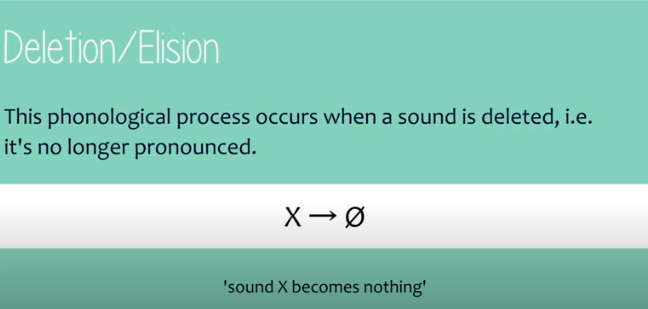 Deletion/Elision
This phonological process occurs when a sound is deleted, i.e.
it's no longer pronounced.
X → Ø
'sound X becomes nothing'